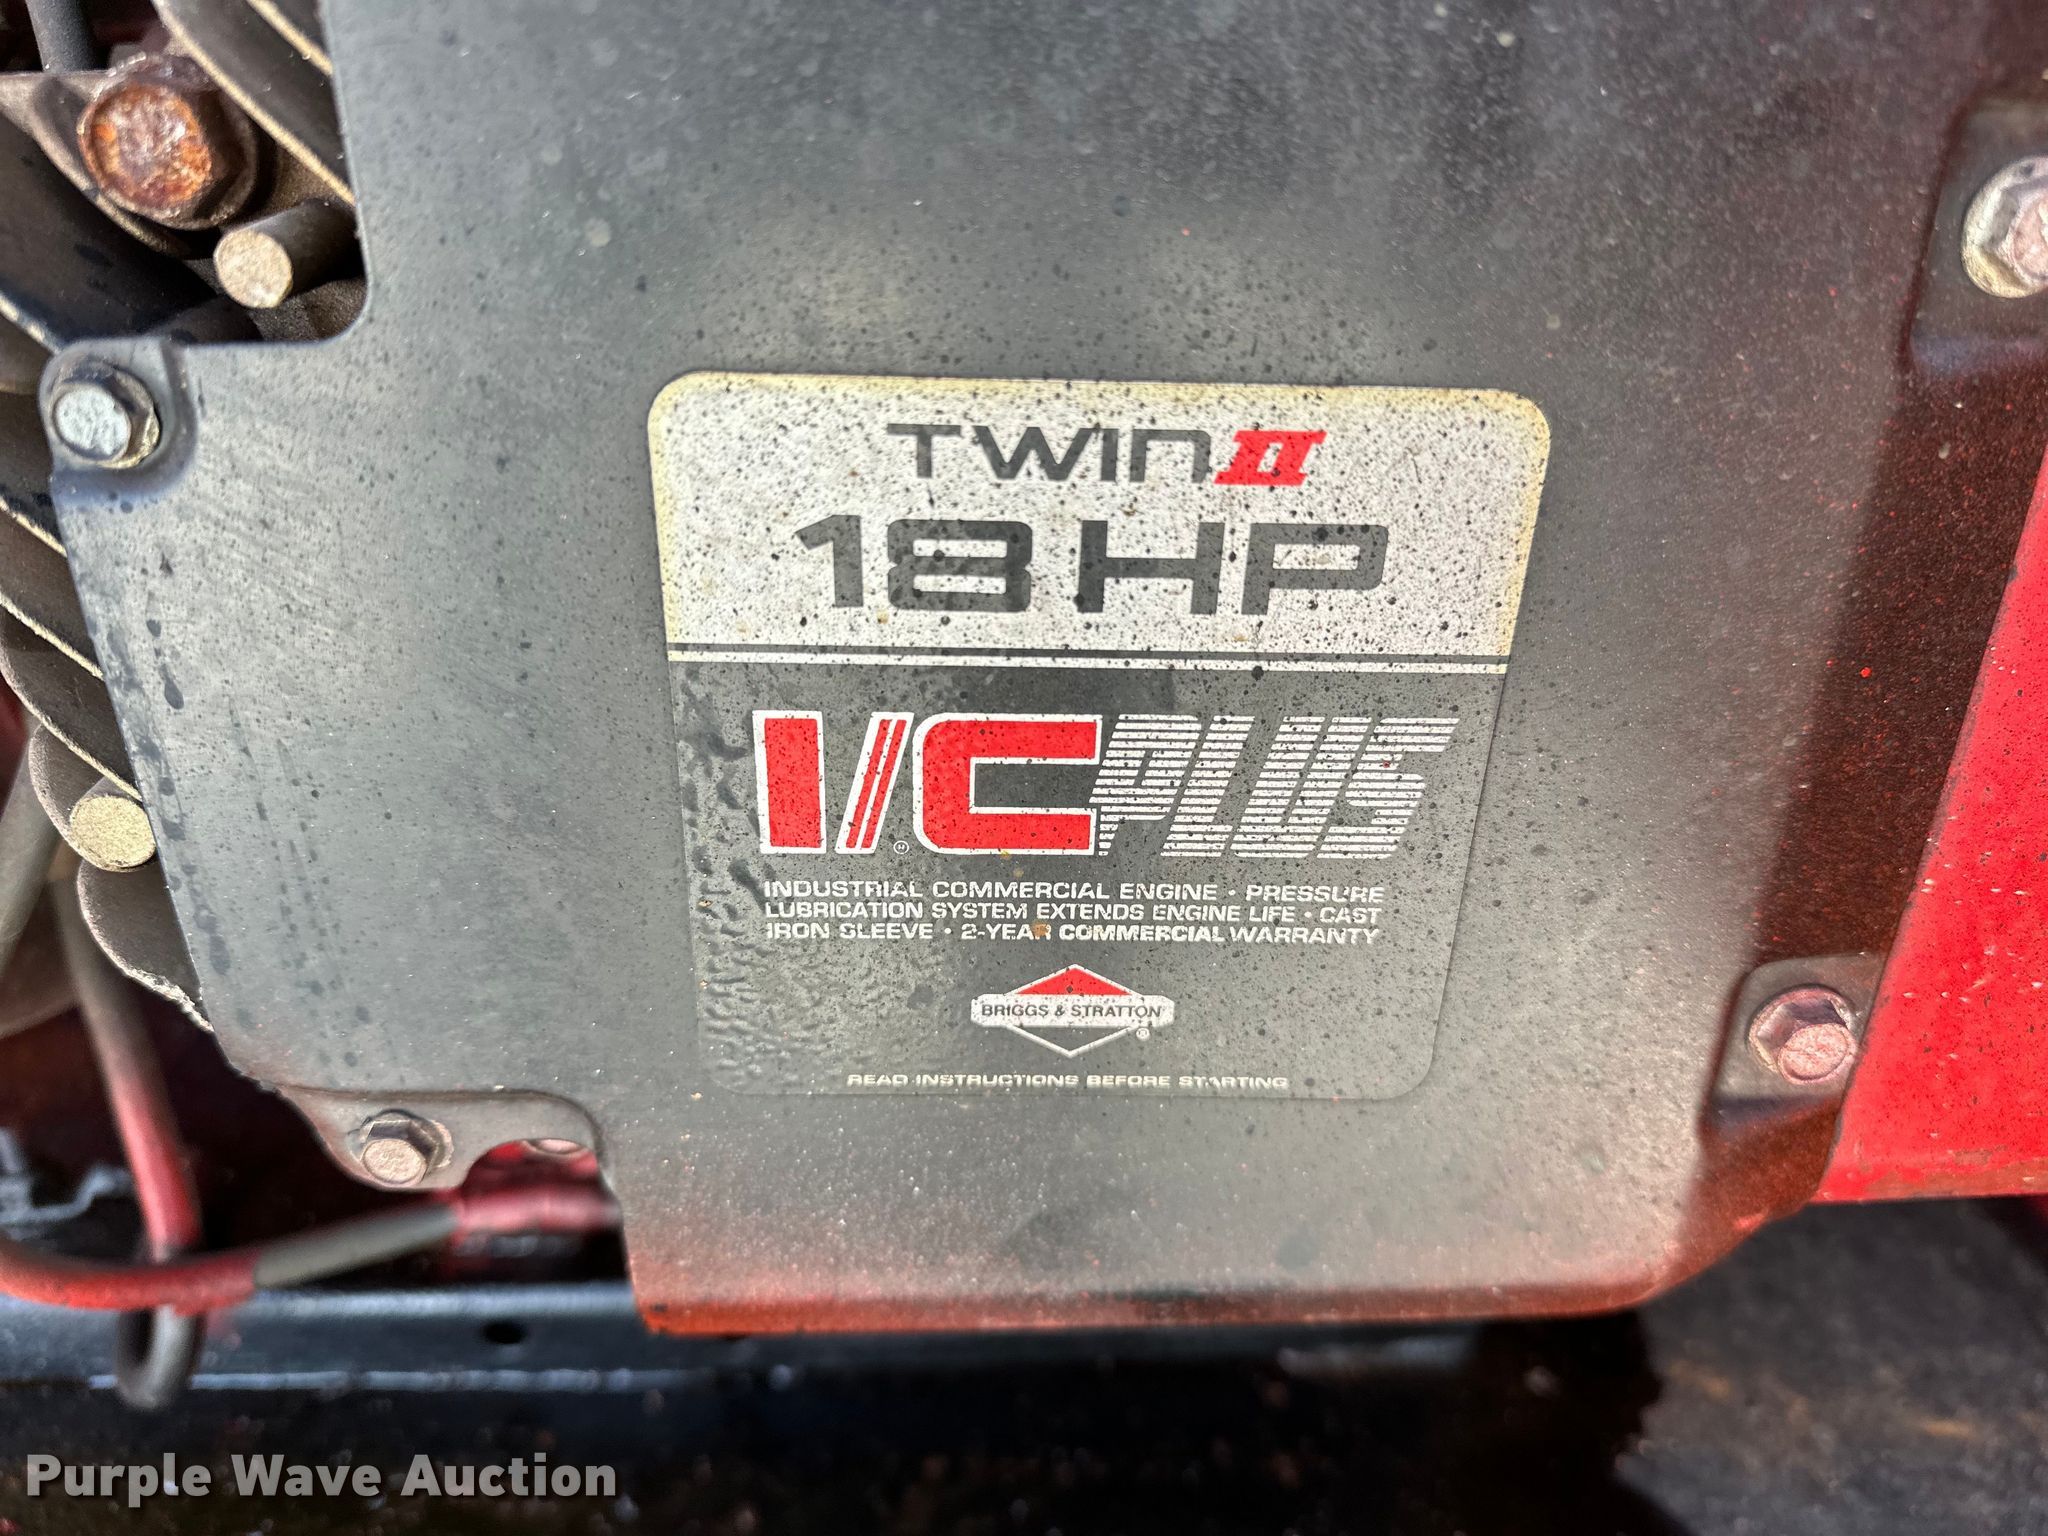 TWIN II
18 HP
I/C PLUS
®
INDUSTRIAL COMMERCIAL ENGINE · PRESSURE
LUBRICATION SYSTEM EXTENDS ENGINE LIFE · CAST
IRON SLEEVE · 2-YEAR COMMERCIAL WARRANTY
BRIGGS & STRATTON
®
READ INSTRUCTIONS BEFORE STARTING
Purple Wave Auction